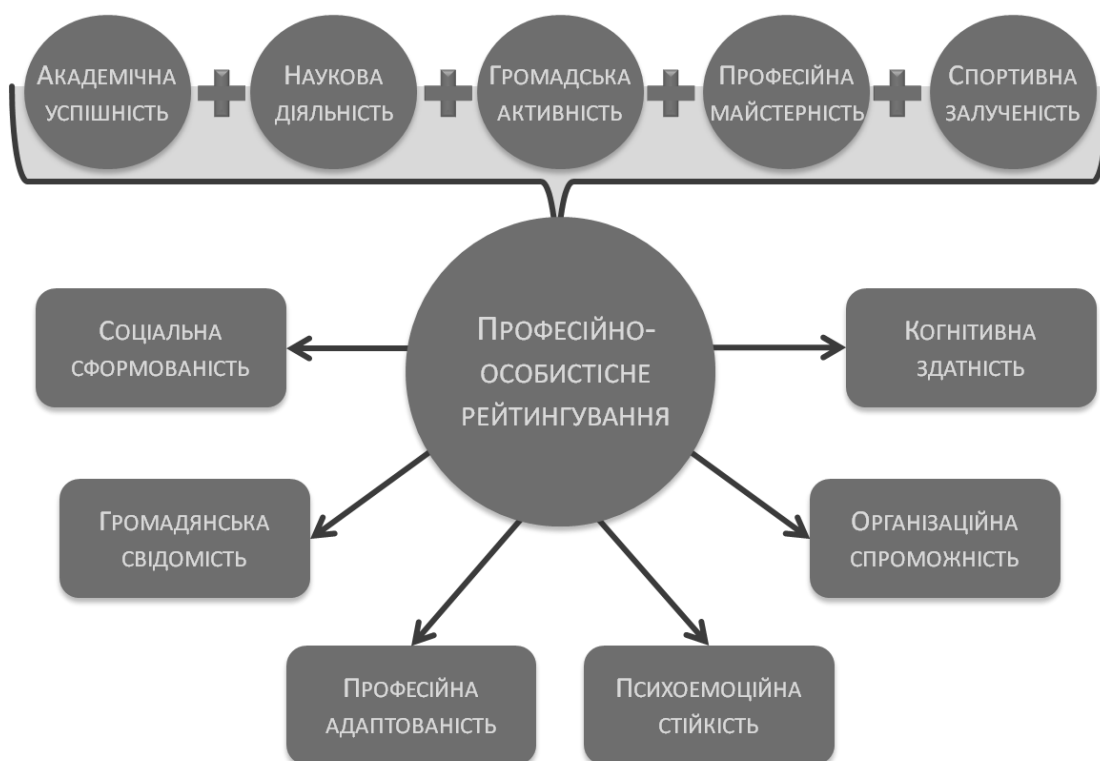 Академічна
успішність
Наукова
діяльність
Громадська
активність
Професійна
майстерність
Спортивна
залученість
Професійно-
особистісне
рейтингування
Соціальна
сформованість
Когнітивна
здатність
Громадянська
свідомість
Організаційна
спроможність
Професійна
адаптованість
Психоемоційна
стійкість